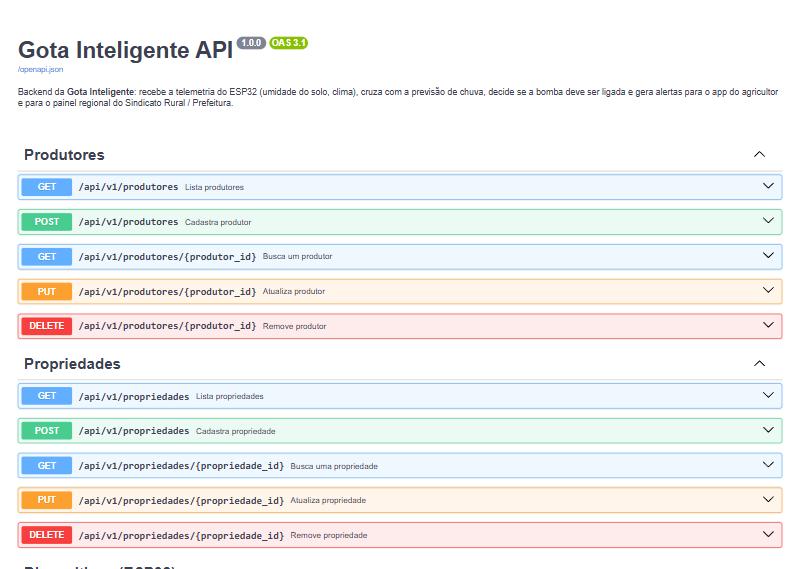 Gota Inteligente API 1.0.0 OAS 3.1
/openapi.json
Backend da Gota Inteligente: recebe a telemetria do ESP32 (umidade do solo, clima), cruza com a previsão de chuva, decide se a bomba deve ser ligada e gera alertas para o app do agricultor
e para o painel regional do Sindicato Rural / Prefeitura.
Produtores
GET /api/v1/produtores Lista produtores
POST /api/v1/produtores Cadastra produtor
GET /api/v1/produtores/{produtor_id} Busca um produtor
PUT /api/v1/produtores/{produtor_id} Atualiza produtor
DELETE /api/v1/produtores/{produtor_id} Remove produtor
Propriedades
GET /api/v1/propriedades Lista propriedades
POST /api/v1/propriedades Cadastra propriedade
GET /api/v1/propriedades/{propriedade_id} Busca uma propriedade
PUT /api/v1/propriedades/{propriedade_id} Atualiza propriedade
DELETE /api/v1/propriedades/{propriedade_id} Remove propriedade